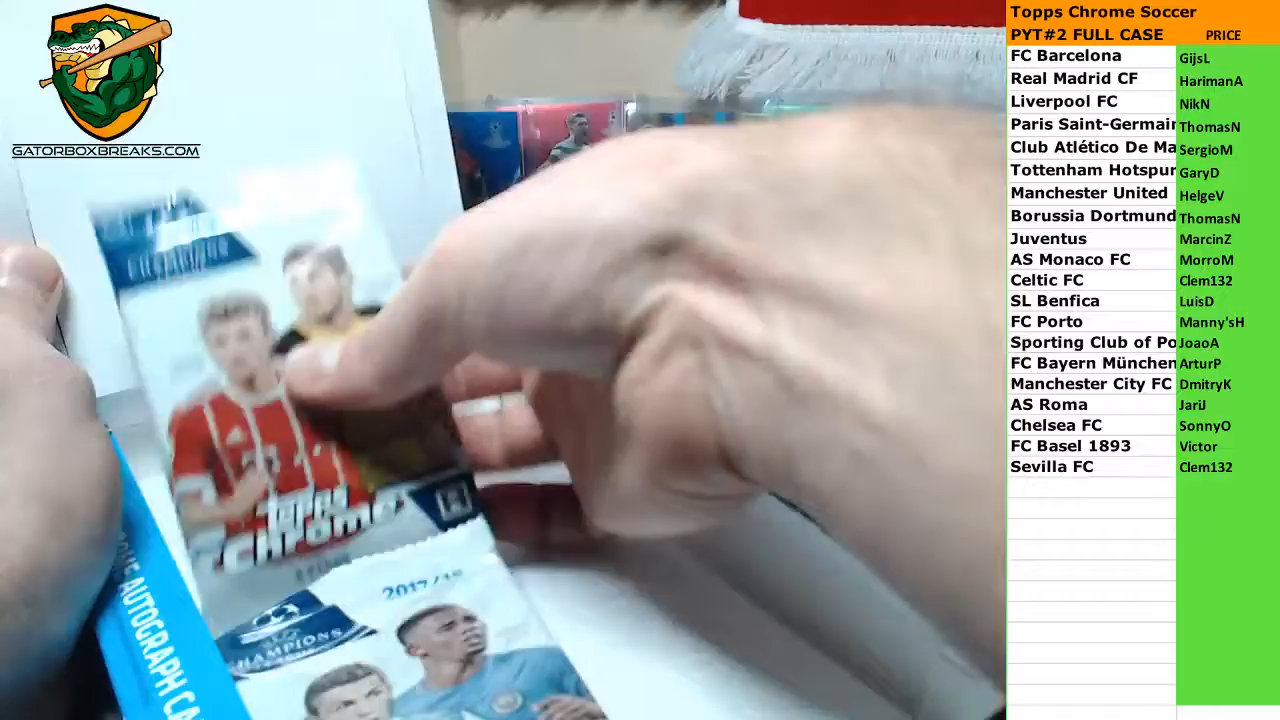 GATORBOXBREAKS.COM
Topps Chrome Soccer
PYT#2 FULL CASE PRICE
FC Barcelona GijsL
Real Madrid CF HarimanA
Liverpool FC NikN
Paris Saint-Germain ThomasN
Club Atlético De Ma SergioM
Tottenham Hotspur GaryD
Manchester United HelgeV
Borussia Dortmund ThomasN
Juventus MarcinZ
AS Monaco FC MorroM
Celtic FC Clem132
SL Benfica LuisD
FC Porto Manny'sH
Sporting Club of Po JoaoA
FC Bayern München ArturP
Manchester City FC DmitryK
AS Roma JariJ
Chelsea FC SonnyO
FC Basel 1893 Victor
Sevilla FC Clem132
Topps
Chrome
2017/18
CHAMPIONS
AUTOGRAPH